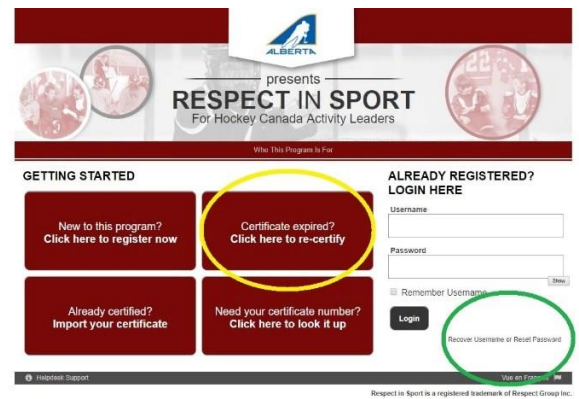 ALBERTA
presents
RESPECT IN SPORT
For Hockey Canada Activity Leaders
Who This Program Is For
GETTING STARTED
New to this program?
Click here to register now
Certificate expired?
Click here to re-certify
Already certified?
Import your certificate
Need your certificate number?
Click here to look it up
ALREADY REGISTERED?
LOGIN HERE
Username
Password
Show
Remember Username
Login
Recover Username or Reset Password
Helpdesk Support
Vue en Français
Respect in Sport is a registered trademark of Respect Group Inc.